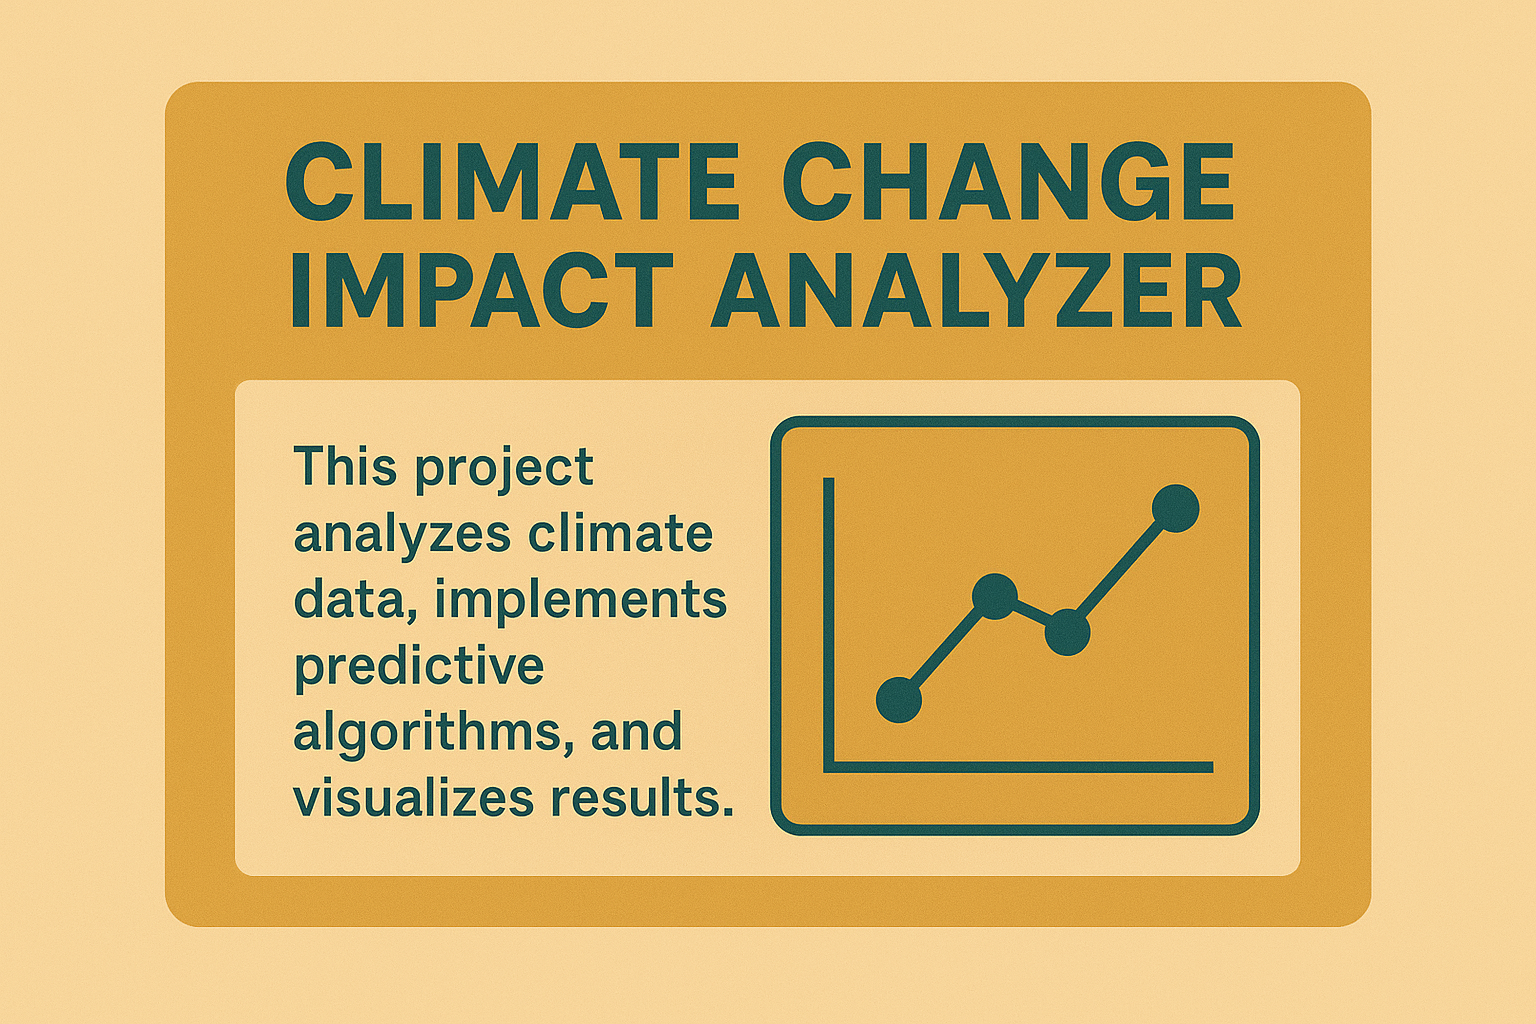 CLIMATE CHANGE
IMPACT ANALYZER
This project
analyzes climate
data, implements
predictive
algorithms, and
visualizes results.